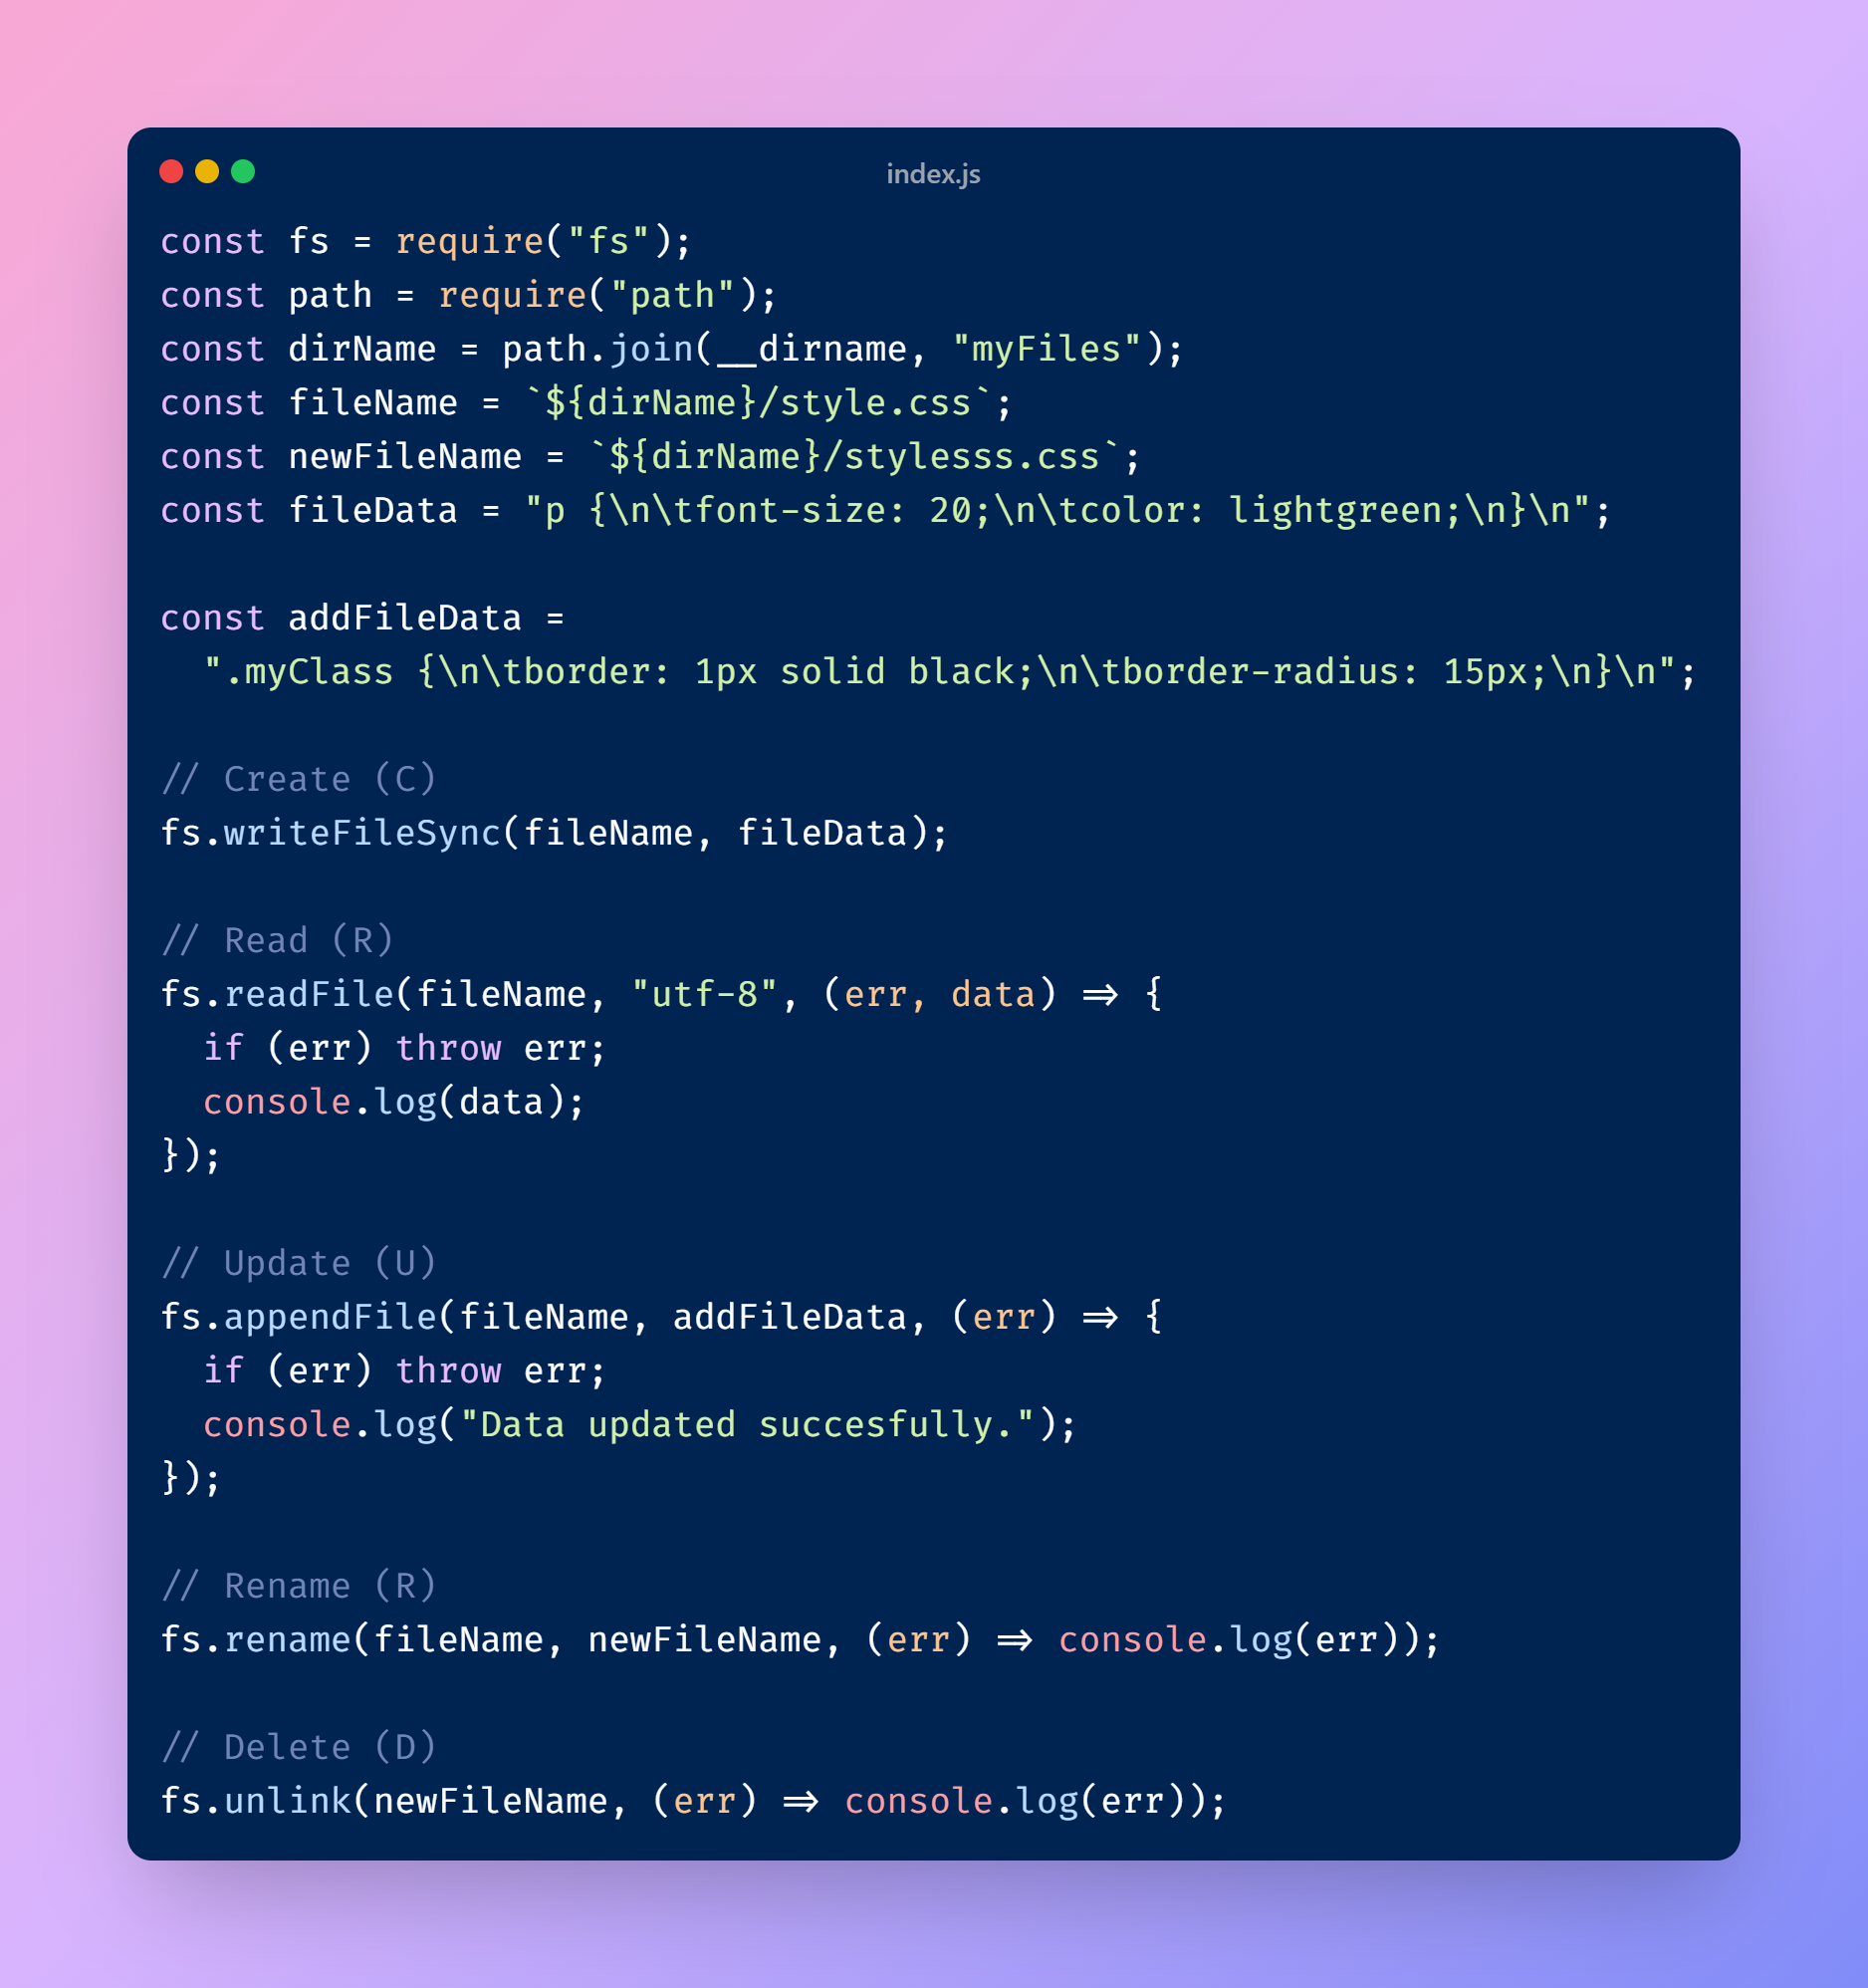 index.js
const fs = require("fs");
const path = require("path");
const dirName = path.join(__dirname, "myFiles");
const fileName = `${dirName}/style.css`;
const newFileName = `${dirName}/stylesss.css`;
const fileData = "p {\n\tfont-size: 20;\n\tcolor: lightgreen;\n}\n";

const addFileData =
  ".myClass {\n\tborder: 1px solid black;\n\tborder-radius: 15px;\n}\n";

// Create (C)
fs.writeFileSync(fileName, fileData);

// Read (R)
fs.readFile(fileName, "utf-8", (err, data) => {
  if (err) throw err;
  console.log(data);
});

// Update (U)
fs.appendFile(fileName, addFileData, (err) => {
  if (err) throw err;
  console.log("Data updated succesfully.");
});

// Rename (R)
fs.rename(fileName, newFileName, (err) => console.log(err));

// Delete (D)
fs.unlink(newFileName, (err) => console.log(err));